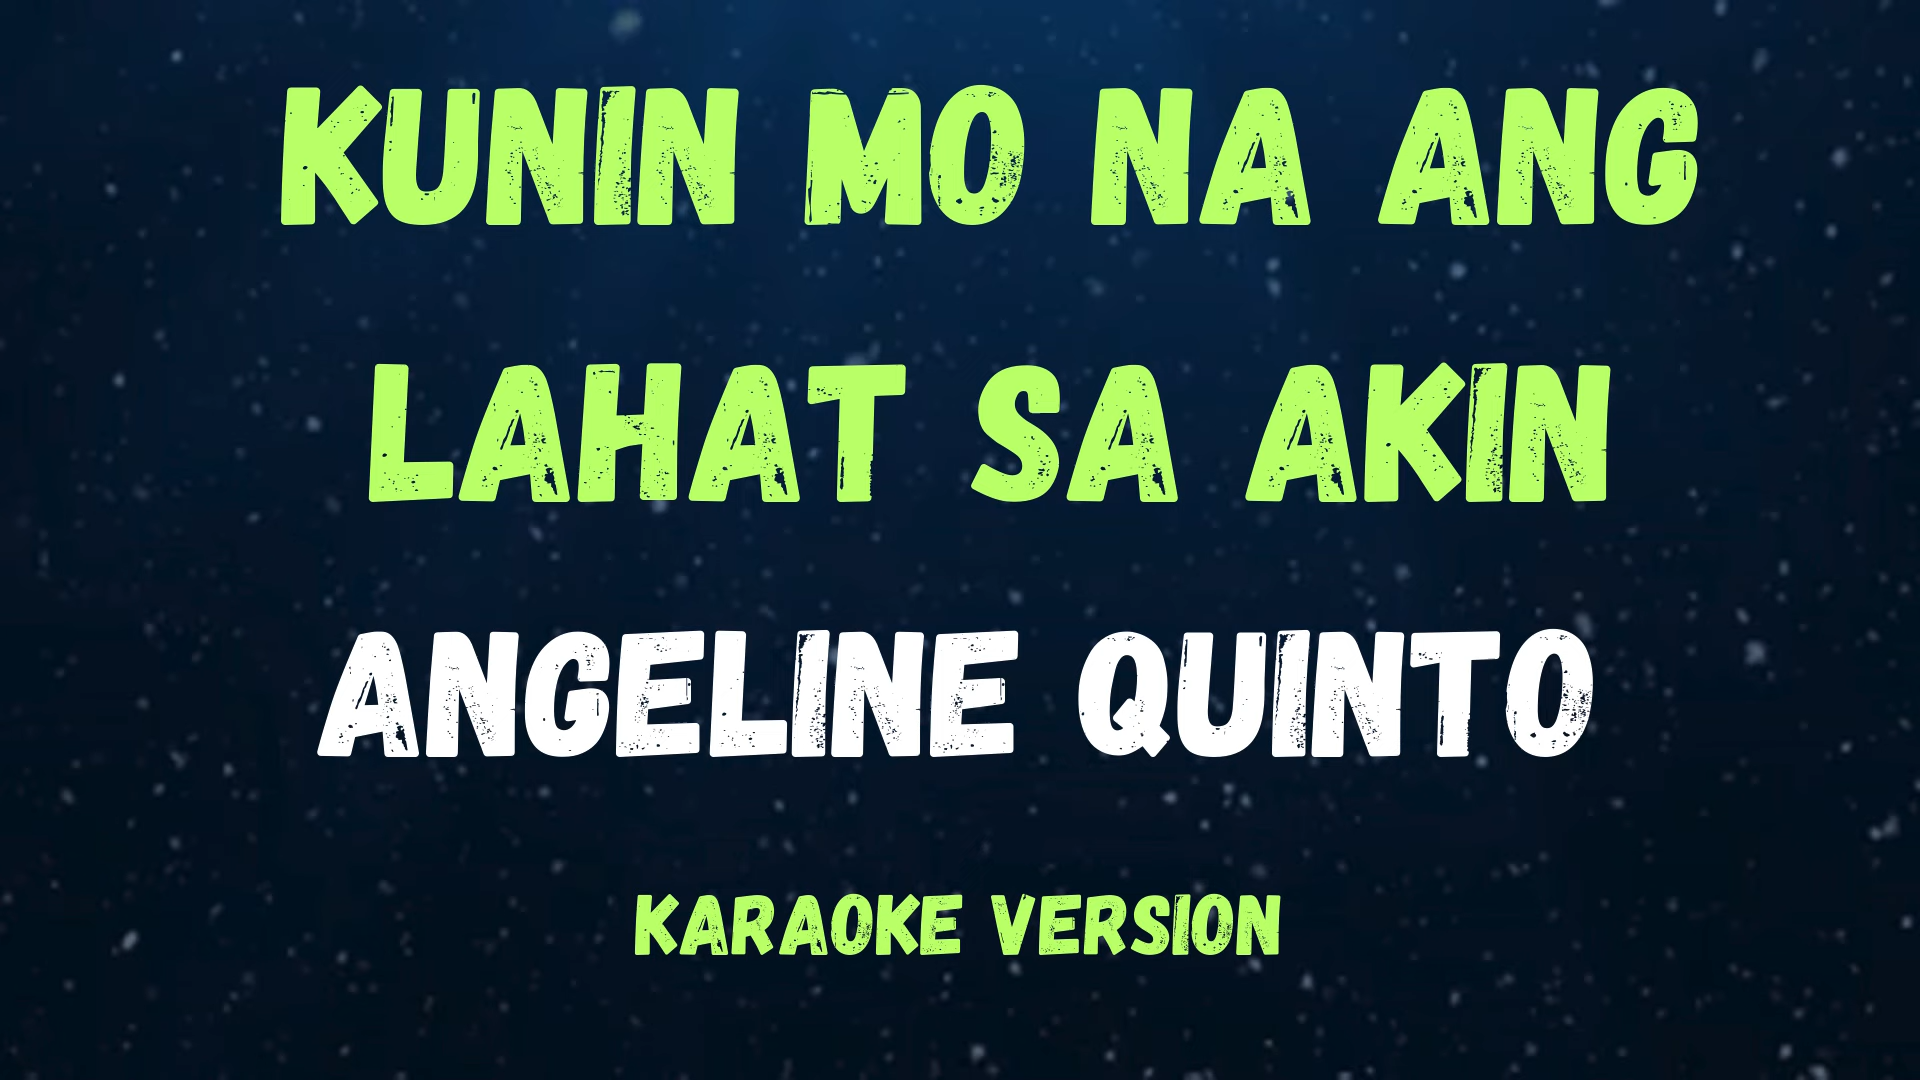 KUNIN MO NA ANG
LAHAT SA AKIN
ANGELINE QUINTO
KARAOKE VERSION